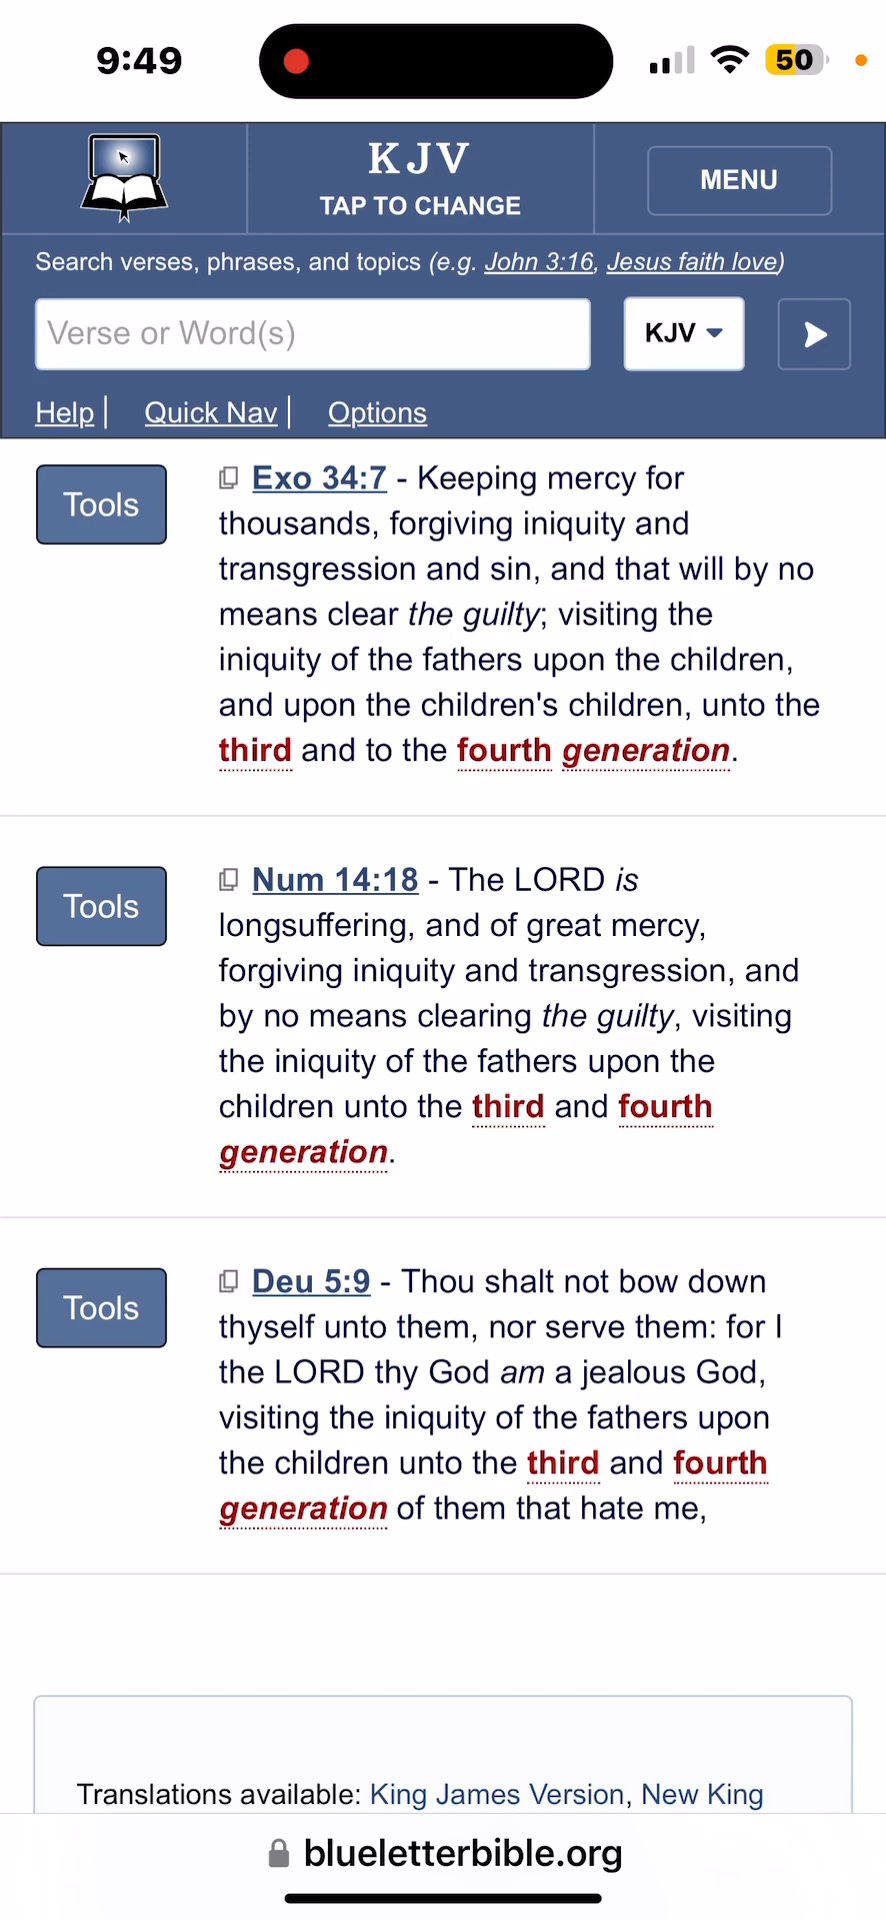 9:49
50
KJV
TAP TO CHANGE
MENU
Search verses, phrases, and topics (e.g. John 3:16, Jesus faith love)
Verse or Word(s)
KJV
Help | Quick Nav | Options
Tools
Exo 34:7 - Keeping mercy for
thousands, forgiving iniquity and
transgression and sin, and that will by no
means clear the guilty; visiting the
iniquity of the fathers upon the children,
and upon the children's children, unto the
third and to the fourth generation.
Tools
Num 14:18 - The LORD is
longsuffering, and of great mercy,
forgiving iniquity and transgression, and
by no means clearing the guilty, visiting
the iniquity of the fathers upon the
children unto the third and fourth
generation.
Tools
Deu 5:9 - Thou shalt not bow down
thyself unto them, nor serve them: for I
the LORD thy God am a jealous God,
visiting the iniquity of the fathers upon
the children unto the third and fourth
generation of them that hate me,
Translations available: King James Version, New King
blueletterbible.org